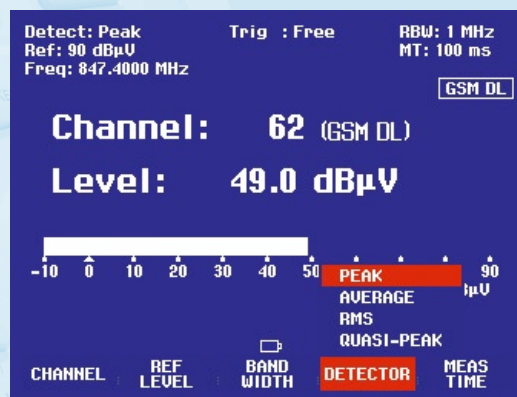 Detect: Peak Trig : Free RBW: 1 MHz
Ref: 90 dBµV MT: 100 ms
Freq: 847.4000 MHz
GSM DL
Channel: 62 (GSM DL)
Level: 49.0 dBµV
-10 0 10 20 30 40 50 90
PEAK
AVERAGE
RMS
QUASI-PEAK
CHANNEL REF LEVEL BAND WIDTH DETECTOR MEAS TIME